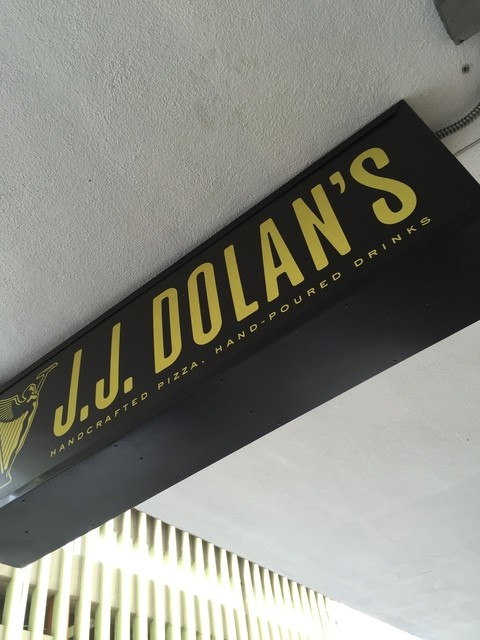 J.J. DOLAN'S
HANDCRAFTED PIZZA. HAND-POURED DRINKS